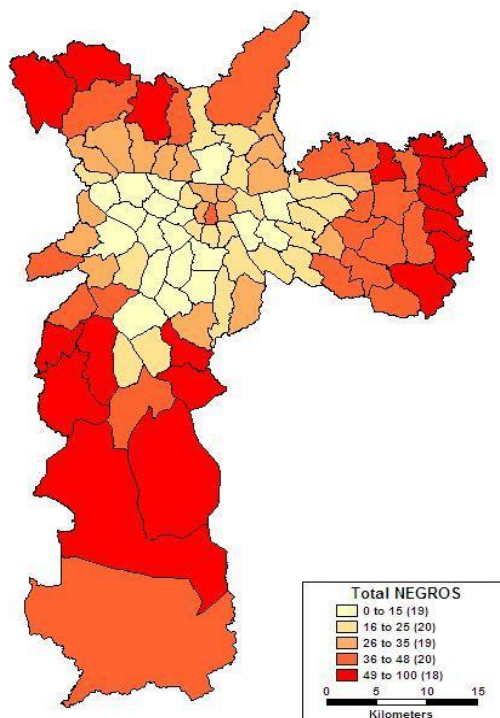 Total NEGROS
0 to 15 (19)
16 to 25 (20)
26 to 35 (19)
36 to 48 (20)
49 to 100 (18)
0 5 10 15
Kilometers